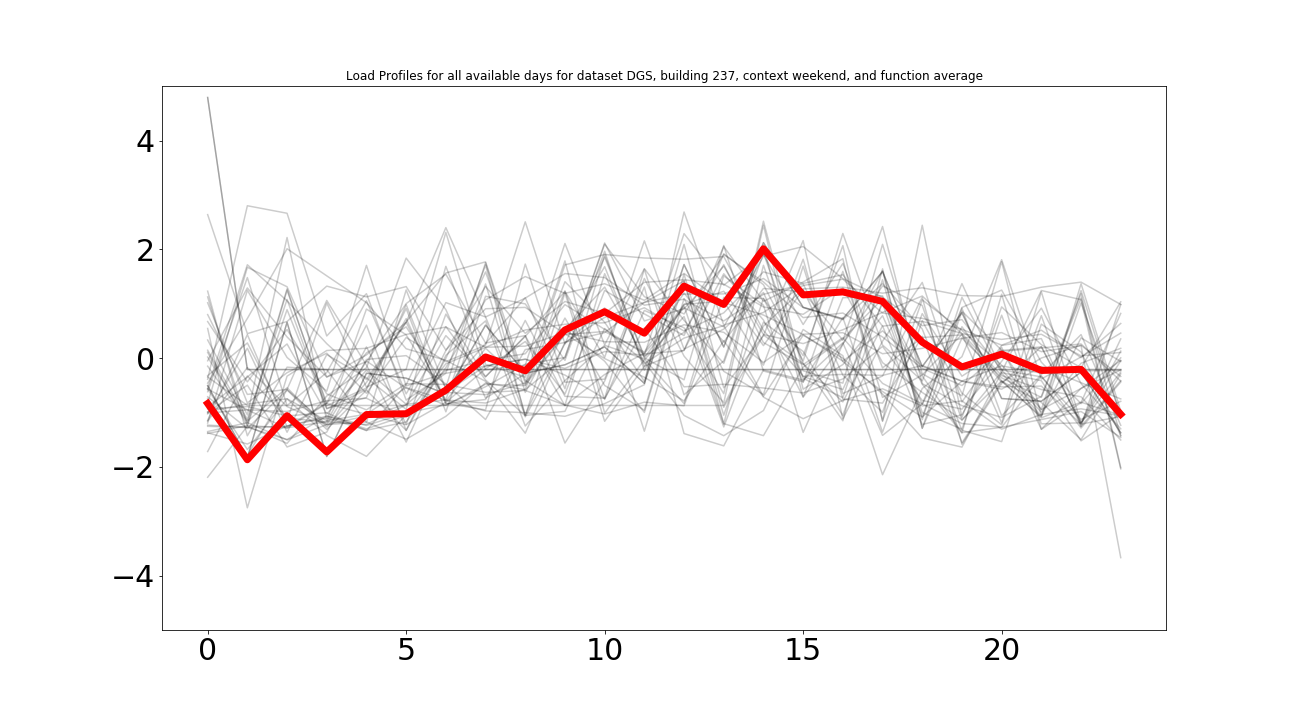 Load Profiles for all available days for dataset DGS, building 237, context weekend, and function average
4
2
0
−2
−4
0 5 10 15 20